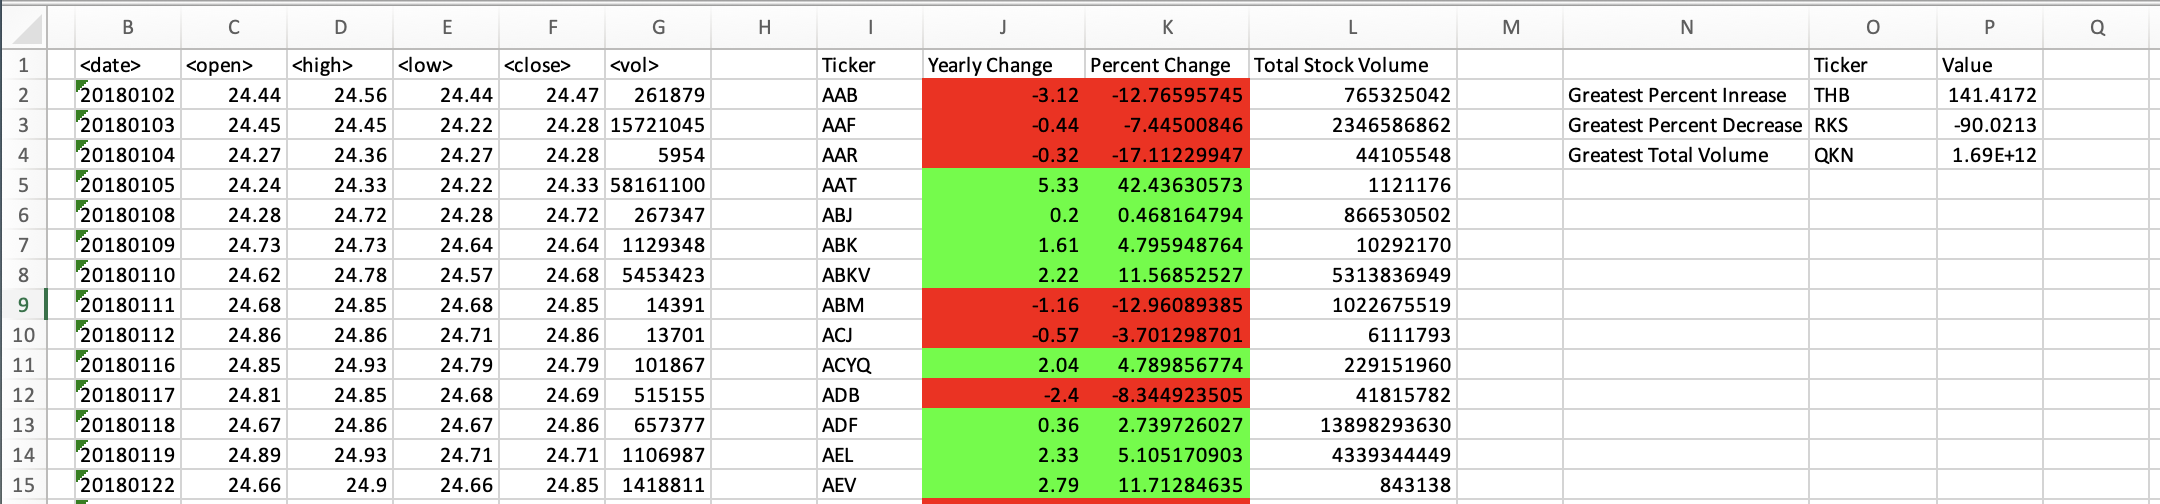 B C D E F G H I J K L M N O P Q
1 <date> <open> <high> <low> <close> <vol> Ticker Yearly Change Percent Change Total Stock Volume Ticker Value
2 20180102 24.44 24.56 24.44 24.47 261879 AAB -3.12 -12.76595745 765325042 Greatest Percent Inrease THB 141.4172
3 20180103 24.45 24.45 24.22 24.28 15721045 AAF -0.44 -7.44500846 2346586862 Greatest Percent Decrease RKS -90.0213
4 20180104 24.27 24.36 24.27 24.28 5954 AAR -0.32 -17.11229947 44105548 Greatest Total Volume QKN 1.69E+12
5 20180105 24.24 24.33 24.22 24.33 58161100 AAT 5.33 42.43630573 1121176
6 20180108 24.28 24.72 24.28 24.72 267347 ABJ 0.2 0.468164794 866530502
7 20180109 24.73 24.73 24.64 24.64 1129348 ABK 1.61 4.795948764 10292170
8 20180110 24.62 24.78 24.57 24.68 5453423 ABKV 2.22 11.56852527 5313836949
9 20180111 24.68 24.85 24.68 24.85 14391 ABM -1.16 -12.96089385 1022675519
10 20180112 24.86 24.86 24.71 24.86 13701 ACJ -0.57 -3.701298701 6111793
11 20180116 24.85 24.93 24.79 24.79 101867 ACYQ 2.04 4.789856774 229151960
12 20180117 24.81 24.85 24.68 24.69 515155 ADB -2.4 -8.344923505 41815782
13 20180118 24.67 24.86 24.67 24.86 657377 ADF 0.36 2.739726027 13898293630
14 20180119 24.89 24.93 24.71 24.71 1106987 AEL 2.33 5.105170903 4339344449
15 20180122 24.66 24.9 24.66 24.85 1418811 AEV 2.79 11.71284635 843138